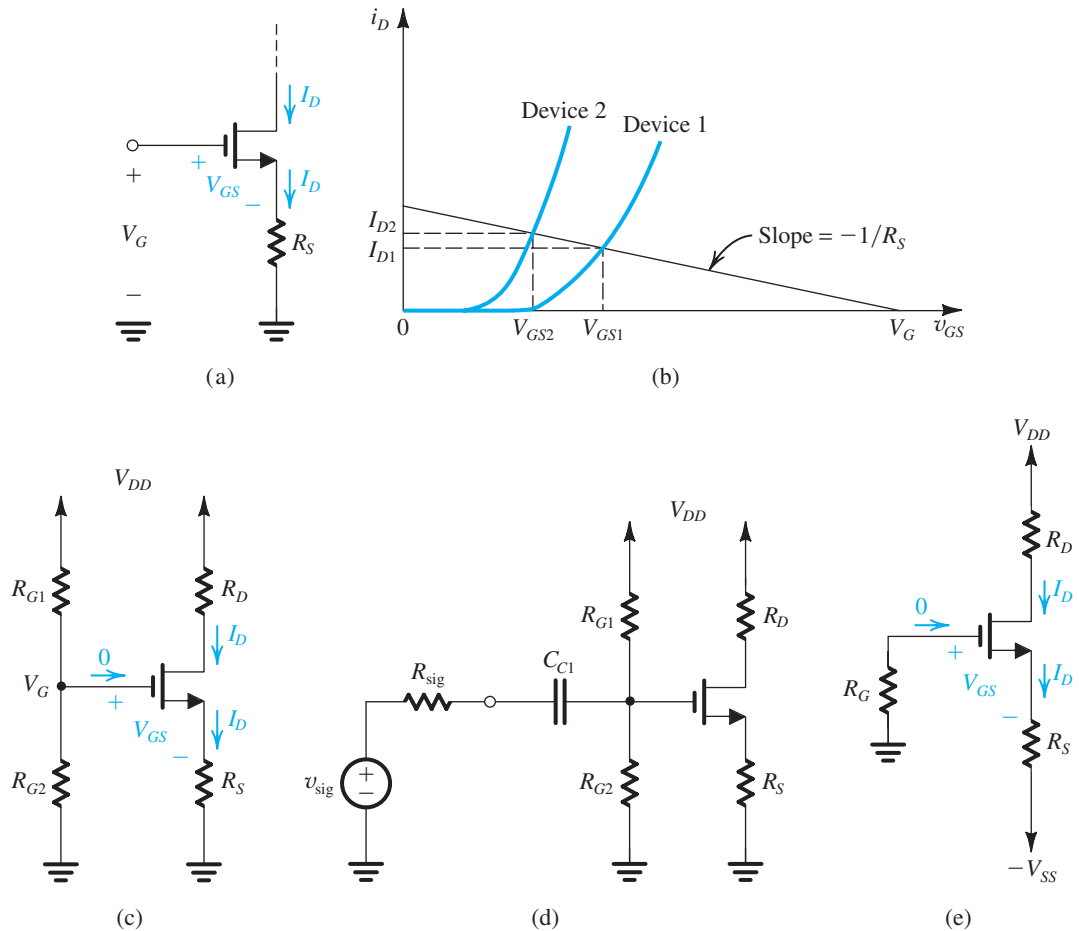 I_D
+
V_GS
−
I_D
+
V_G
−
R_S
(a)
i_D
Device 2
Device 1
I_D2
I_D1
Slope = −1/R_S
0
V_GS2
V_GS1
V_G
v_GS
(b)
V_DD
R_G1
R_D
0
I_D
V_G
+
V_GS
−
I_D
R_G2
R_S
(c)
V_DD
R_G1
R_D
R_sig
C_C1
v_sig
+
−
R_G2
R_S
(d)
V_DD
R_D
0
I_D
+
V_GS
−
I_D
R_G
R_S
−V_SS
(e)